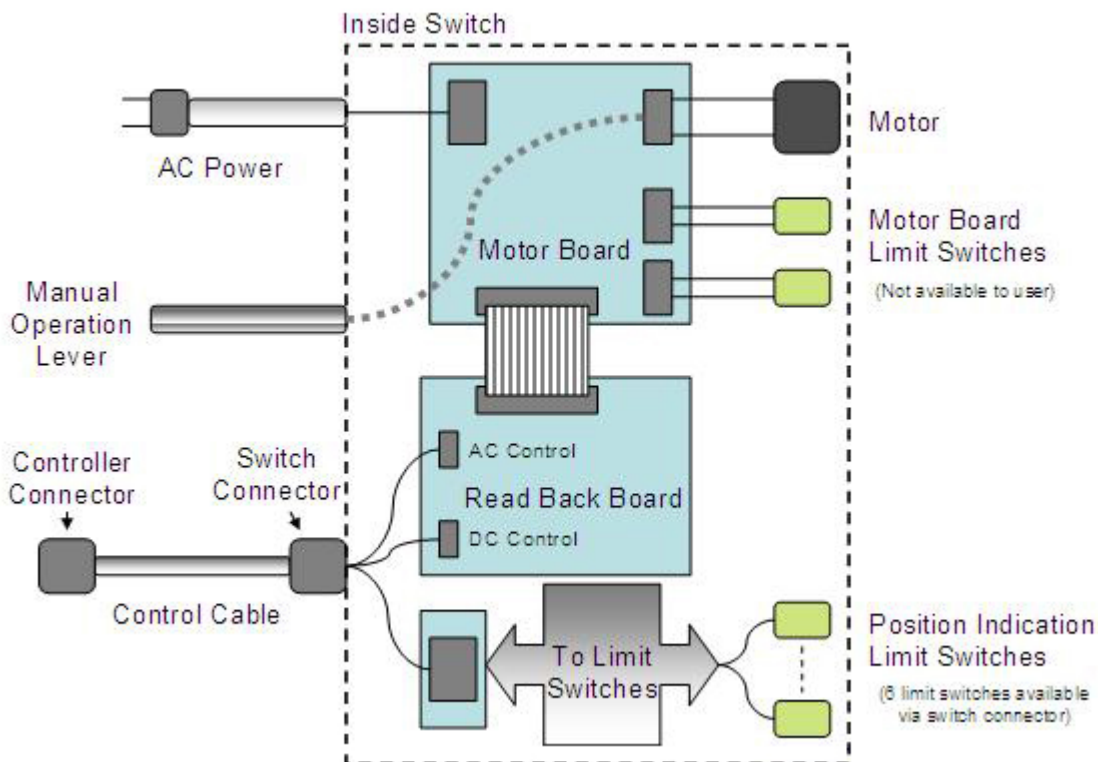 Inside Switch
AC Power
Motor
Motor Board
Motor Board
Limit Switches
(Not available to user)
Manual
Operation
Lever
Controller
Connector
Switch
Connector
AC Control
Read Back Board
DC Control
Control Cable
To Limit
Switches
Position Indication
Limit Switches
(6 limit switches available
via switch connector)